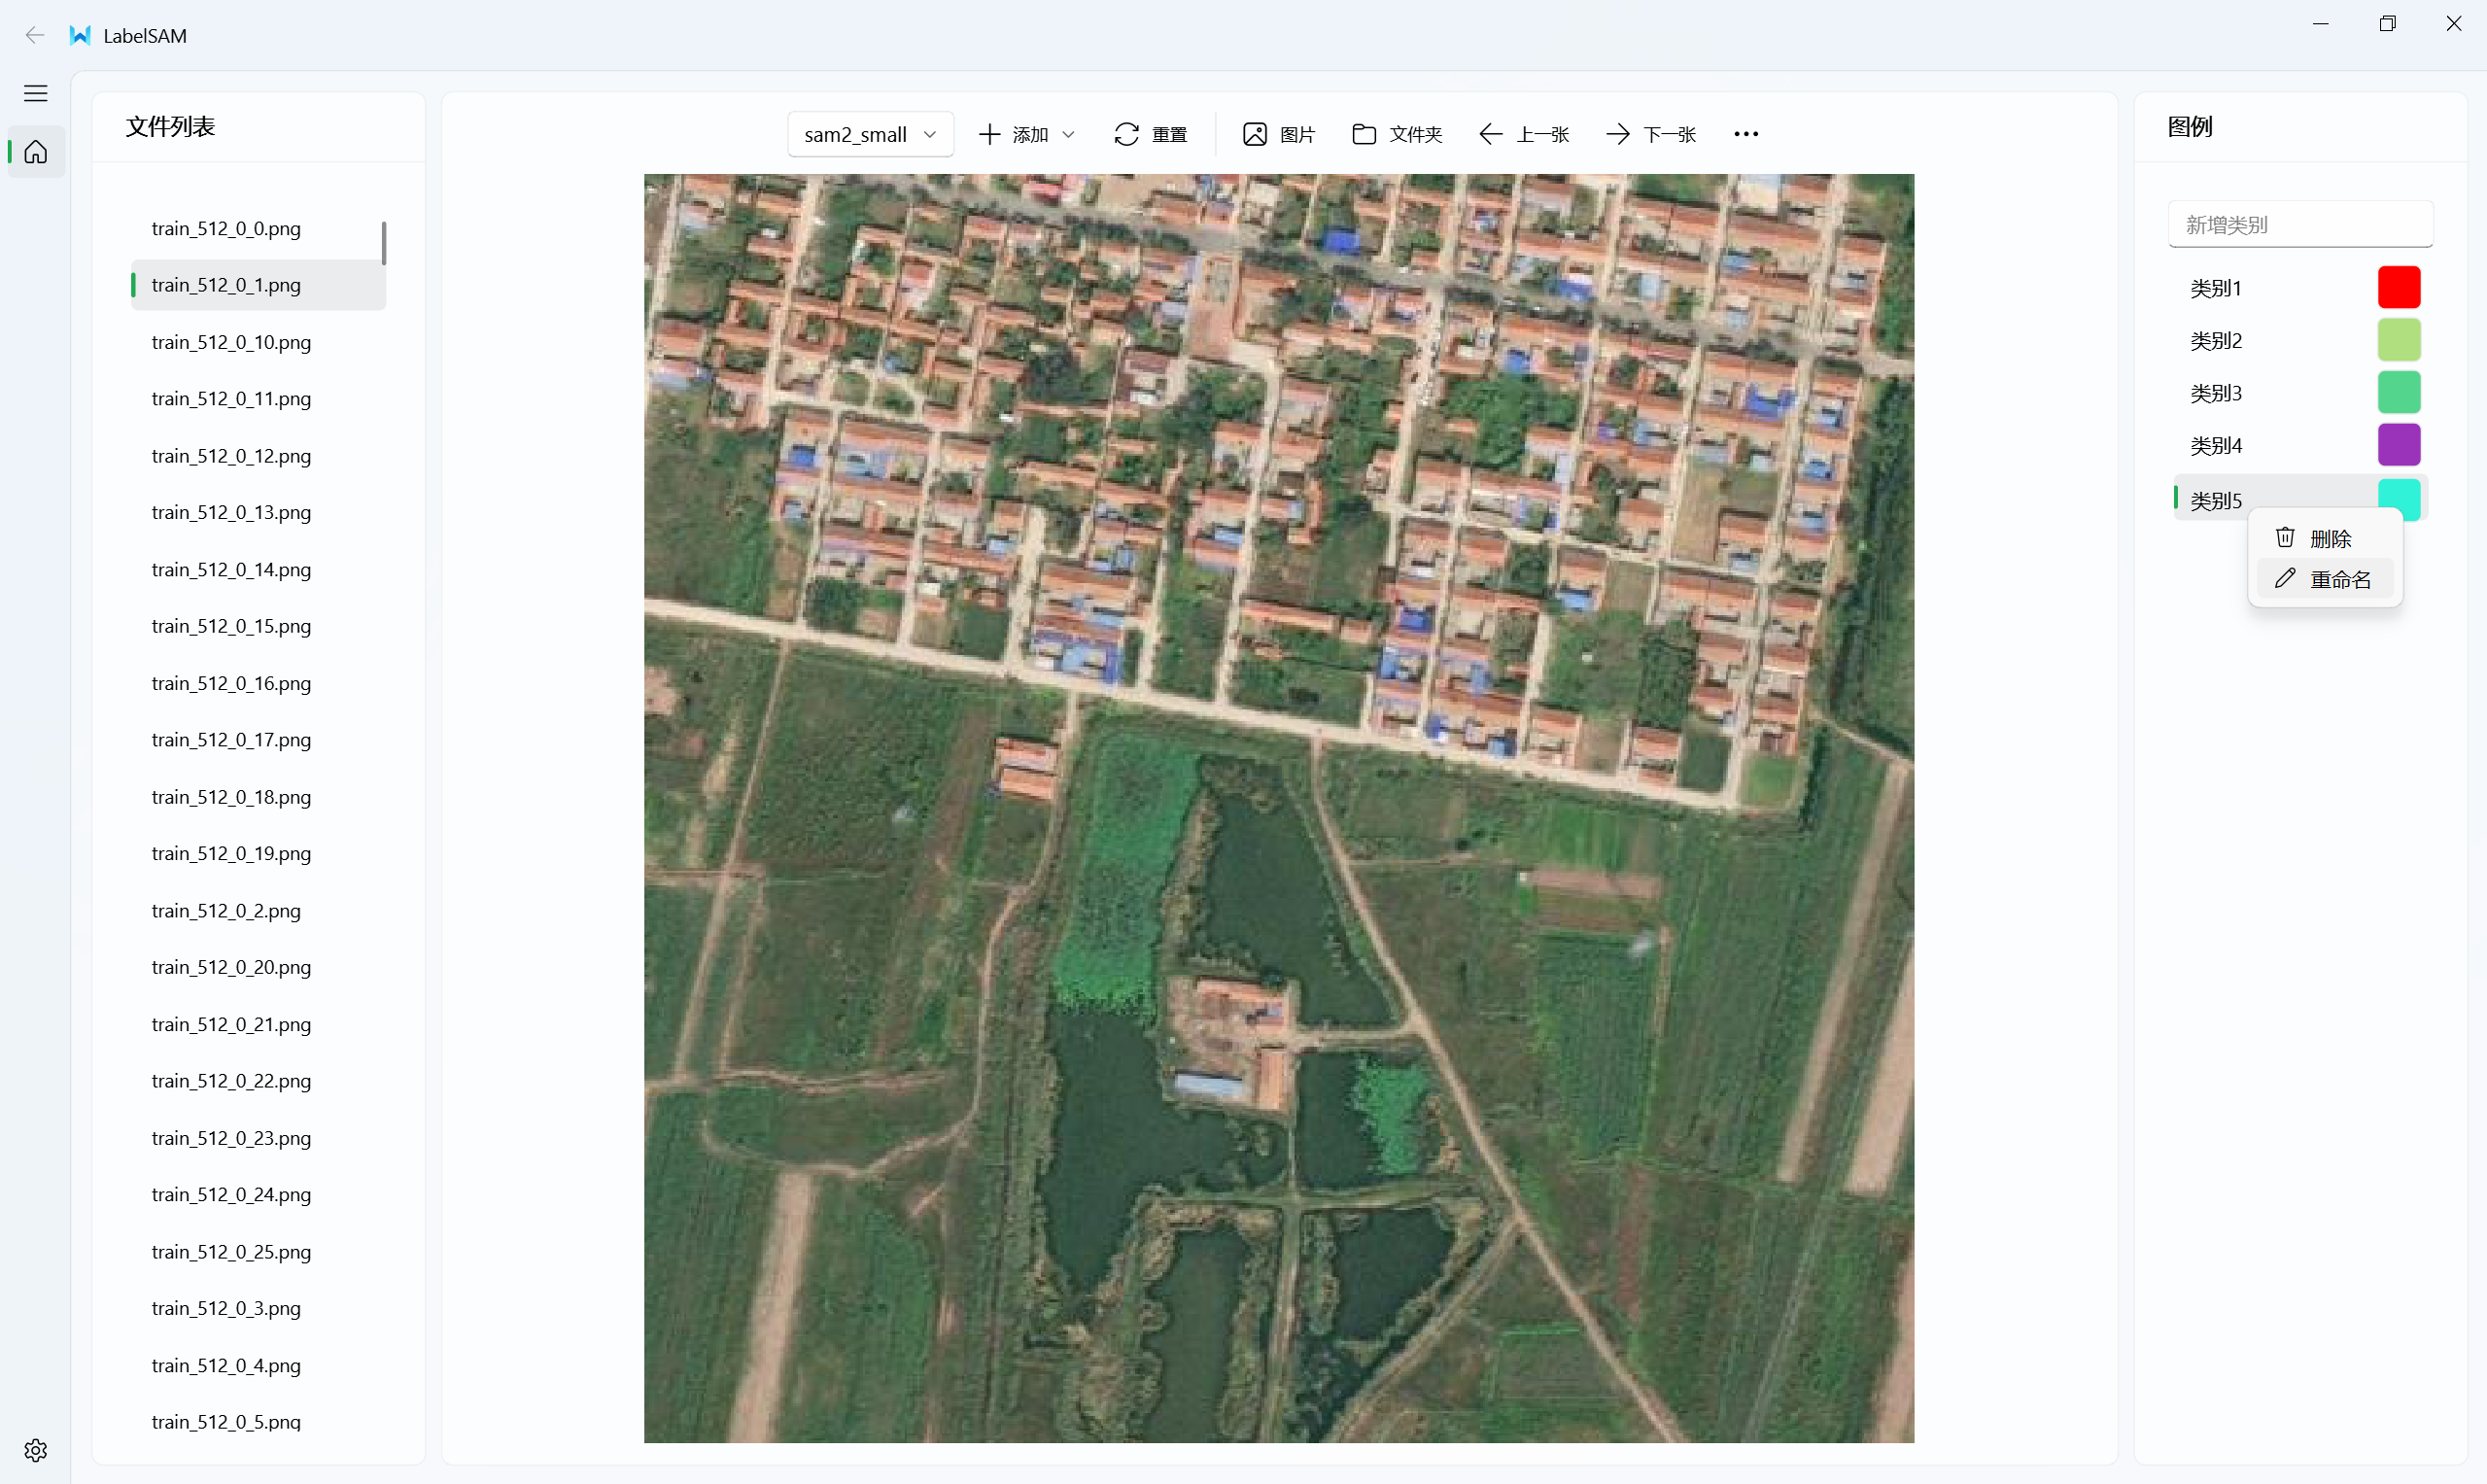 LabelSAM
文件列表
train_512_0_0.png
train_512_0_1.png
train_512_0_10.png
train_512_0_11.png
train_512_0_12.png
train_512_0_13.png
train_512_0_14.png
train_512_0_15.png
train_512_0_16.png
train_512_0_17.png
train_512_0_18.png
train_512_0_19.png
train_512_0_2.png
train_512_0_20.png
train_512_0_21.png
train_512_0_22.png
train_512_0_23.png
train_512_0_24.png
train_512_0_25.png
train_512_0_3.png
train_512_0_4.png
train_512_0_5.png
sam2_small 添加 重置 图片 文件夹 上一张 下一张
图例
新增类别
类别1
类别2
类别3
类别4
类别5
删除
重命名